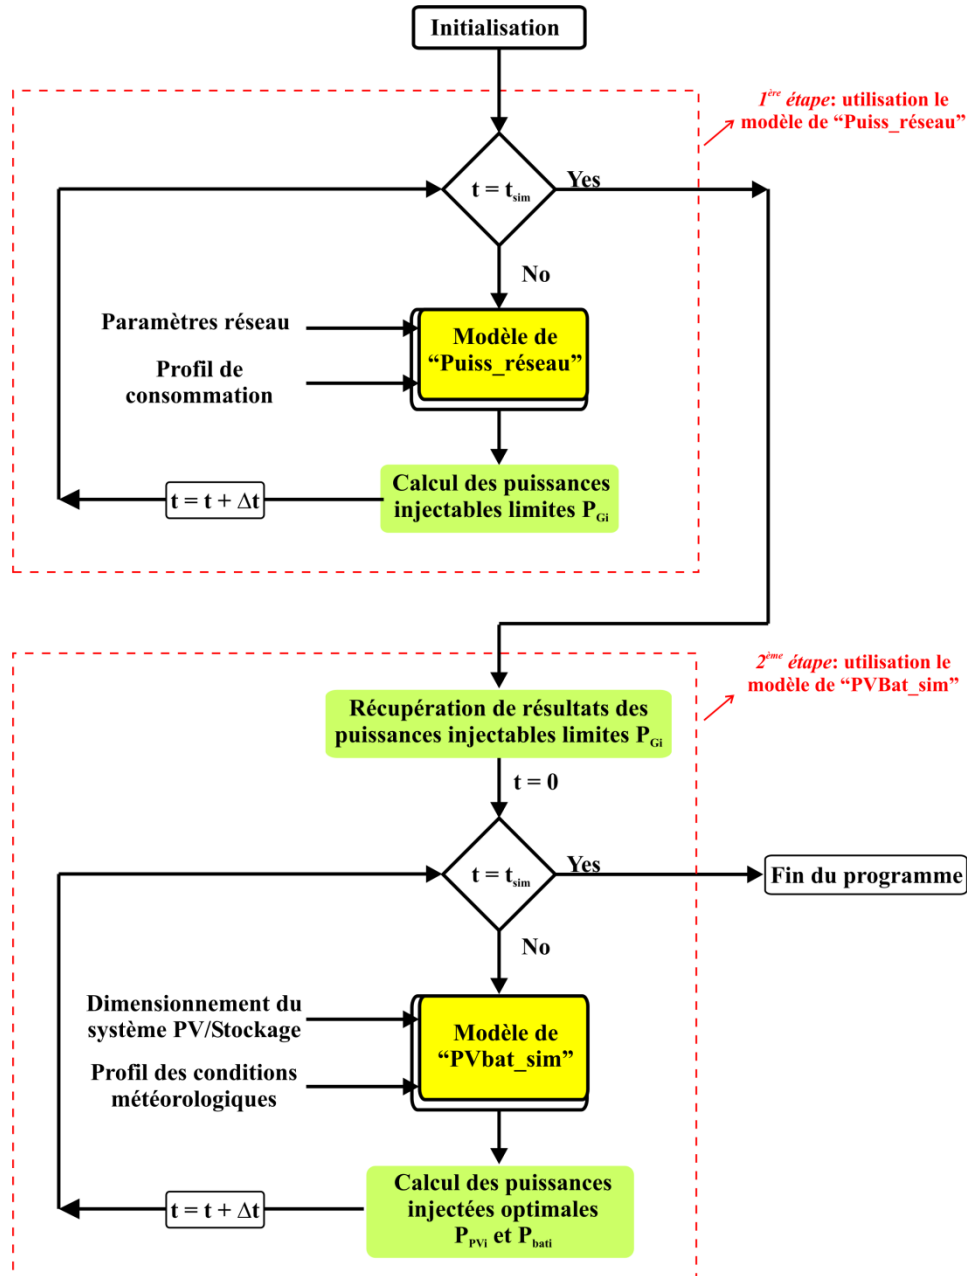 Initialisation
1ère étape: utilisation le
modèle de “Puiss_réseau”
t = tsim
Yes
No
Paramètres réseau
Modèle de
“Puiss_réseau”
Profil de
consommation
Calcul des puissances
injectables limites PGi
t = t + Δt
2ème étape: utilisation le
modèle de “PVBat_sim”
Récupération de résultats des
puissances injectables limites PGi
t = 0
t = tsim
Yes
Fin du programme
No
Dimensionnement du
système PV/Stockage
Modèle de
“PVbat_sim”
Profil des conditions
météorologiques
Calcul des puissances
injectées optimales
PPVi et Pbati
t = t + Δt